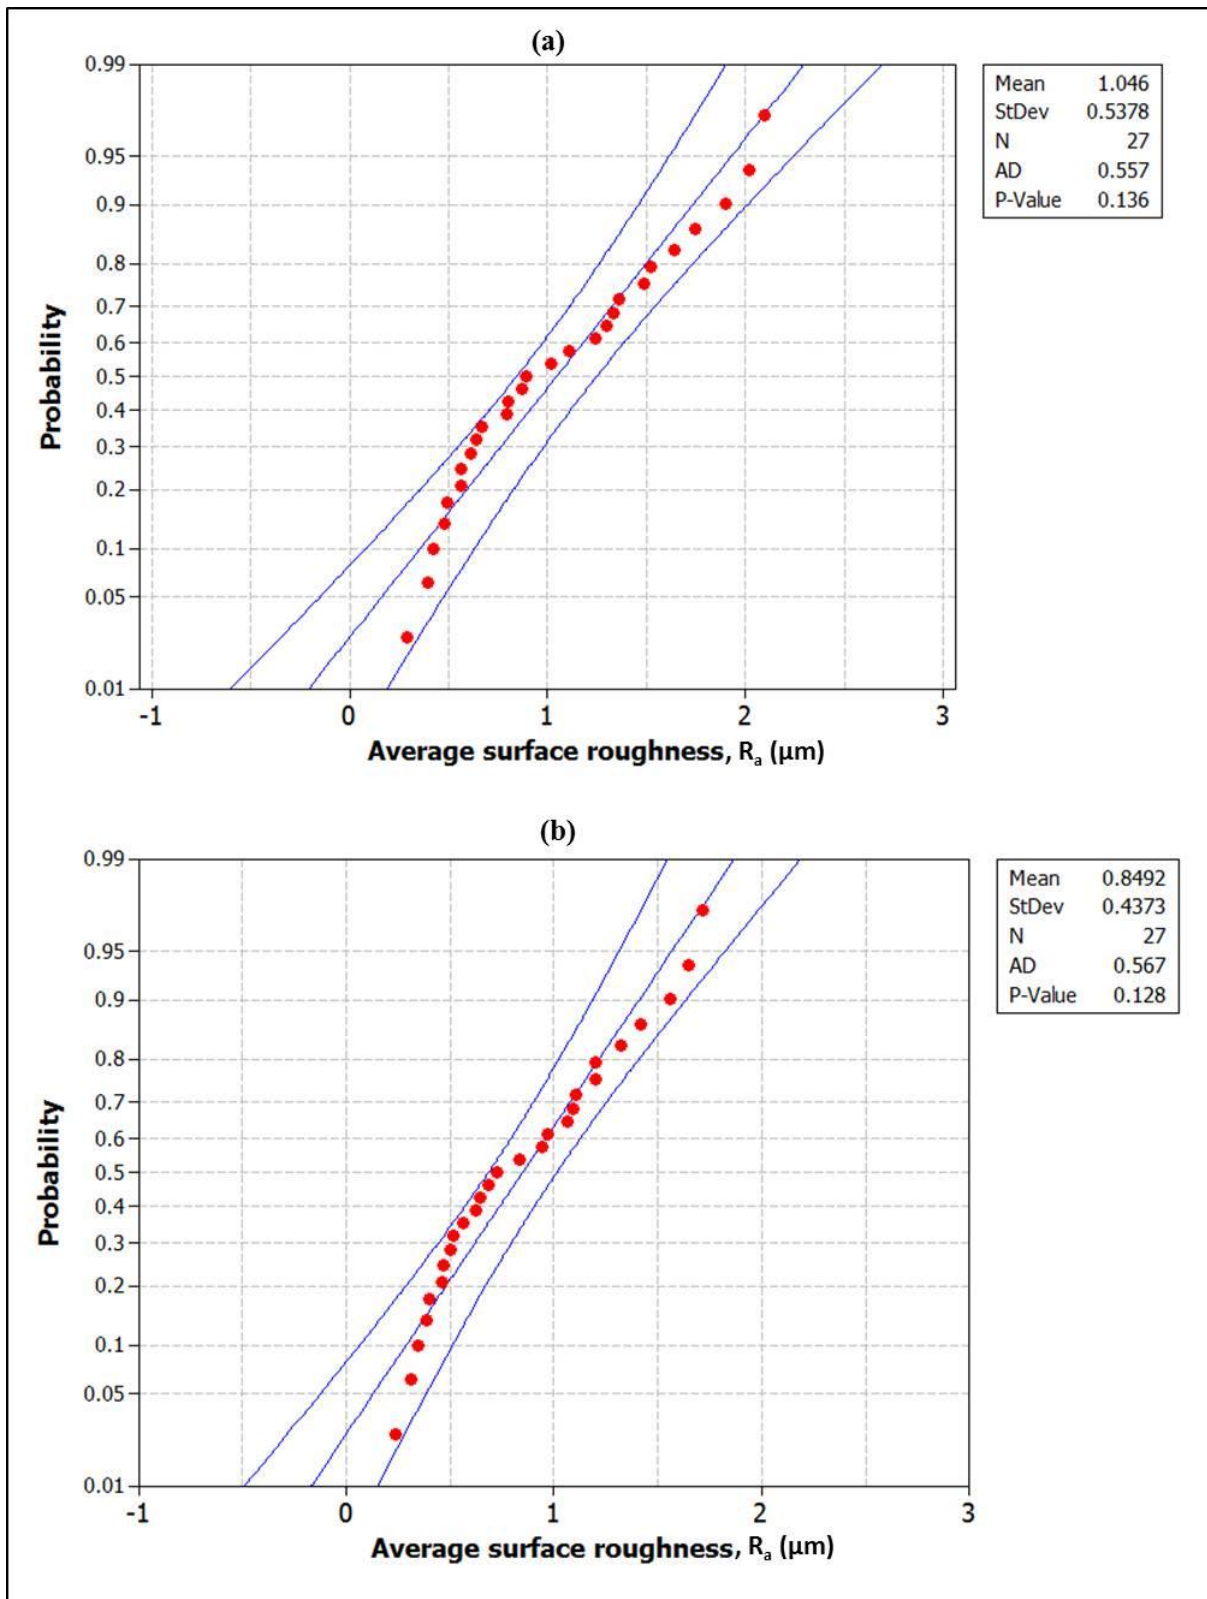 (a)
0.99
0.95
0.9
0.8
0.7
0.6
0.5
0.4
0.3
0.2
0.1
0.05
0.01
Probability
-1 0 1 2 3
Average surface roughness, Rₐ (µm)
Mean 1.046
StDev 0.5378
N 27
AD 0.557
P-Value 0.136
(b)
0.99
0.95
0.9
0.8
0.7
0.6
0.5
0.4
0.3
0.2
0.1
0.05
0.01
Probability
-1 0 1 2 3
Average surface roughness, Rₐ (µm)
Mean 0.8492
StDev 0.4373
N 27
AD 0.567
P-Value 0.128